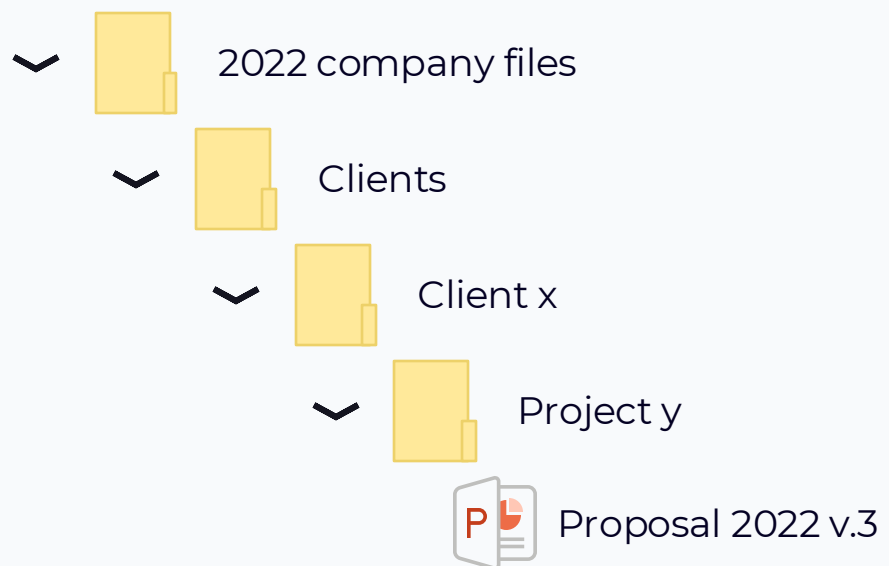 2022 company files
Clients
Client x
Project y
P
Proposal 2022 v.3